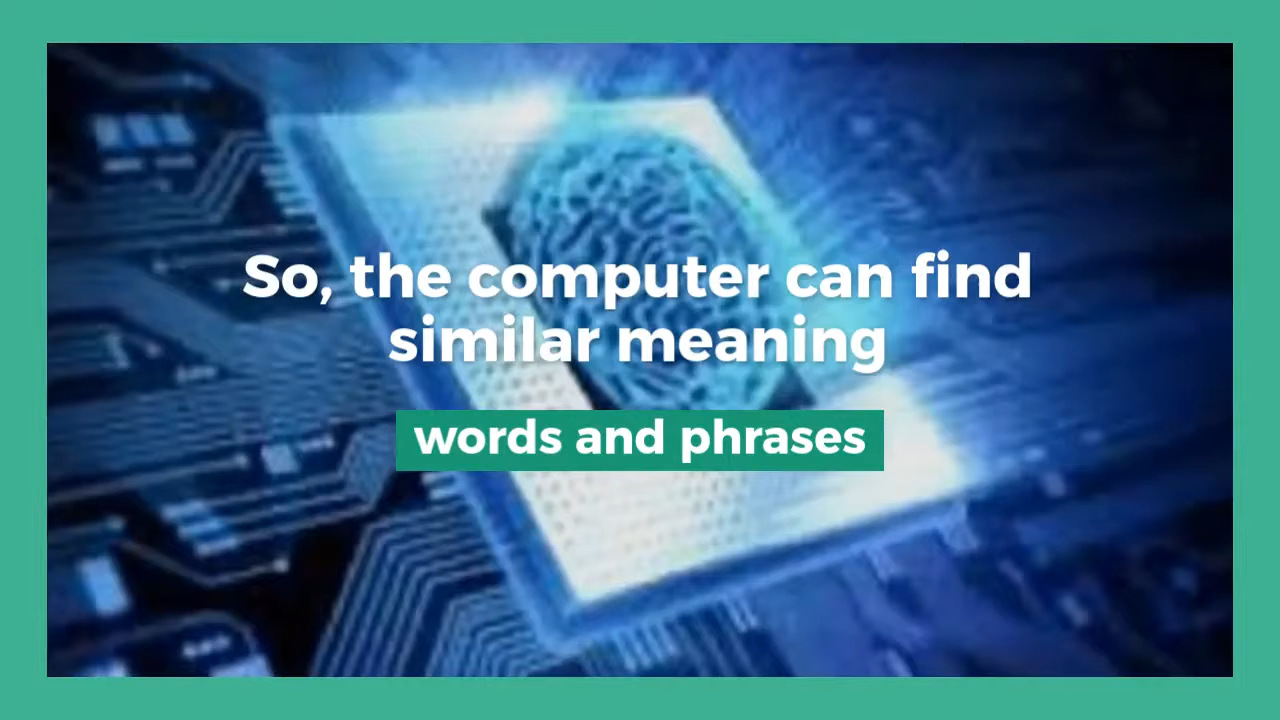 So, the computer can find
similar meaning
words and phrases